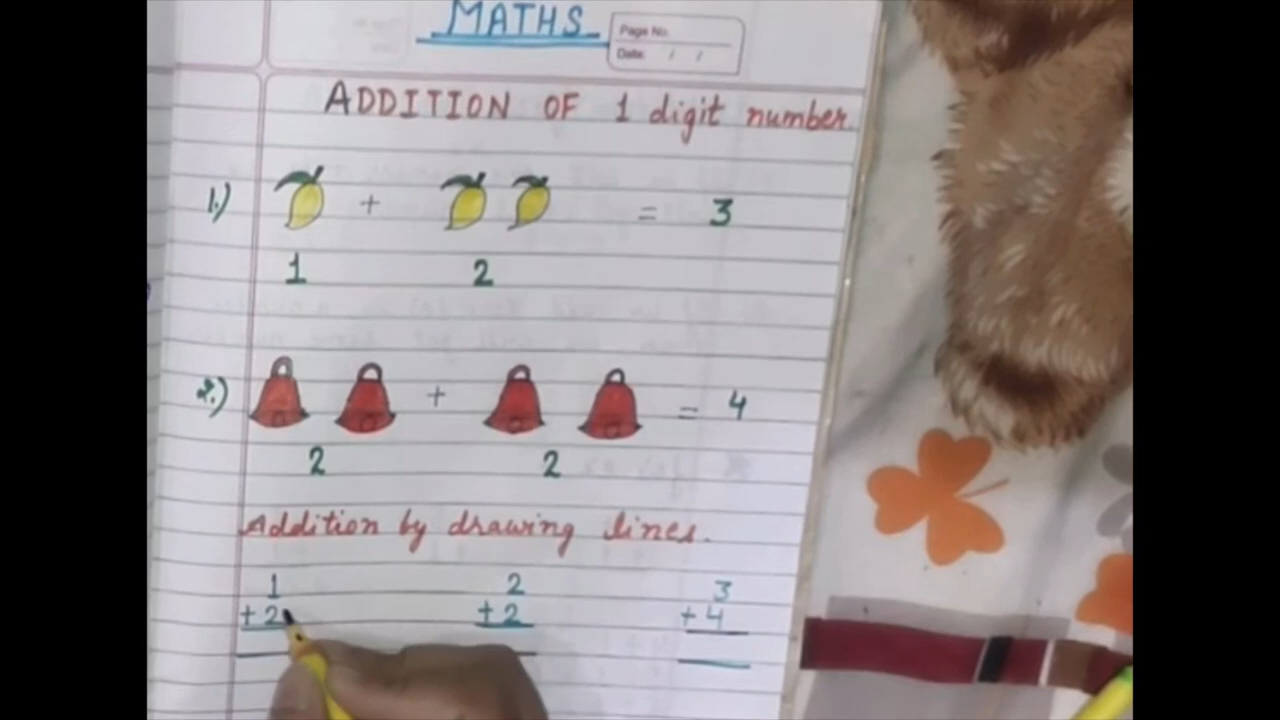 MATHS
Page No.
Date: / /
ADDITION OF 1 digit number
1.) + = 3
1 2
2.) + = 4
2 2
Addition by drawing lines.
1 2 3
+2 +2 +4